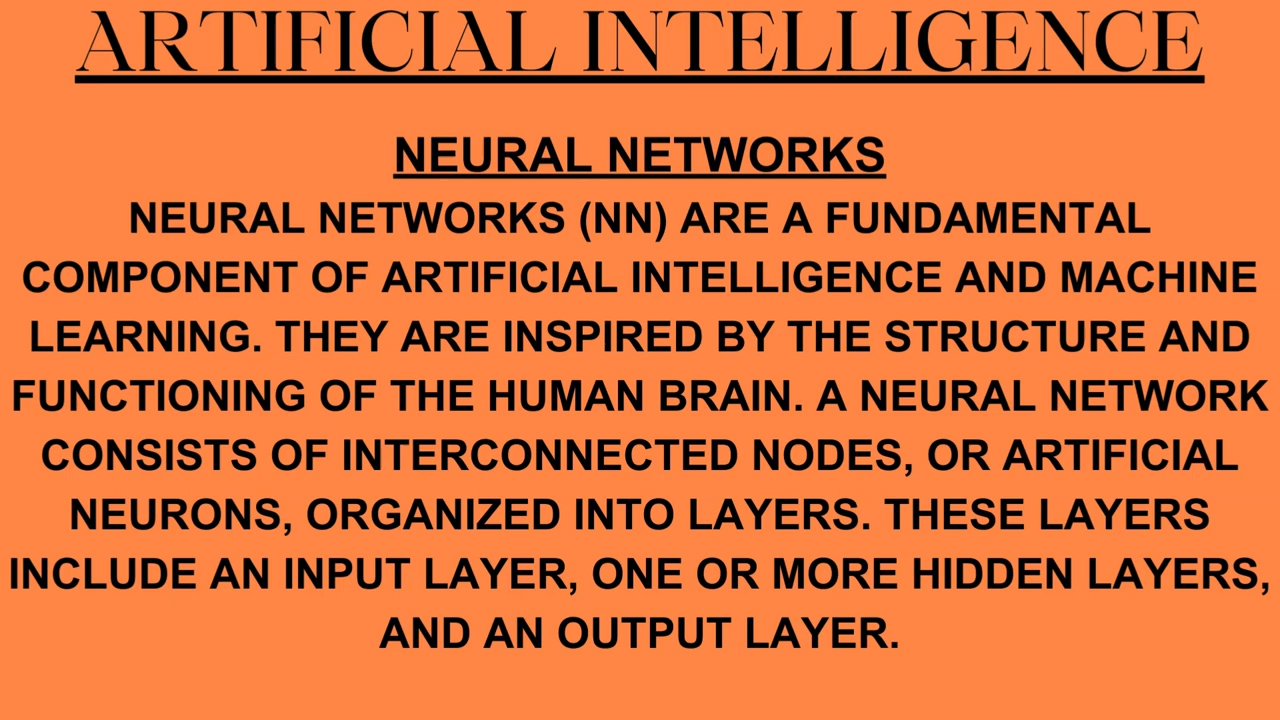 ARTIFICIAL INTELLIGENCE
NEURAL NETWORKS
NEURAL NETWORKS (NN) ARE A FUNDAMENTAL
COMPONENT OF ARTIFICIAL INTELLIGENCE AND MACHINE
LEARNING. THEY ARE INSPIRED BY THE STRUCTURE AND
FUNCTIONING OF THE HUMAN BRAIN. A NEURAL NETWORK
CONSISTS OF INTERCONNECTED NODES, OR ARTIFICIAL
NEURONS, ORGANIZED INTO LAYERS. THESE LAYERS
INCLUDE AN INPUT LAYER, ONE OR MORE HIDDEN LAYERS,
AND AN OUTPUT LAYER.